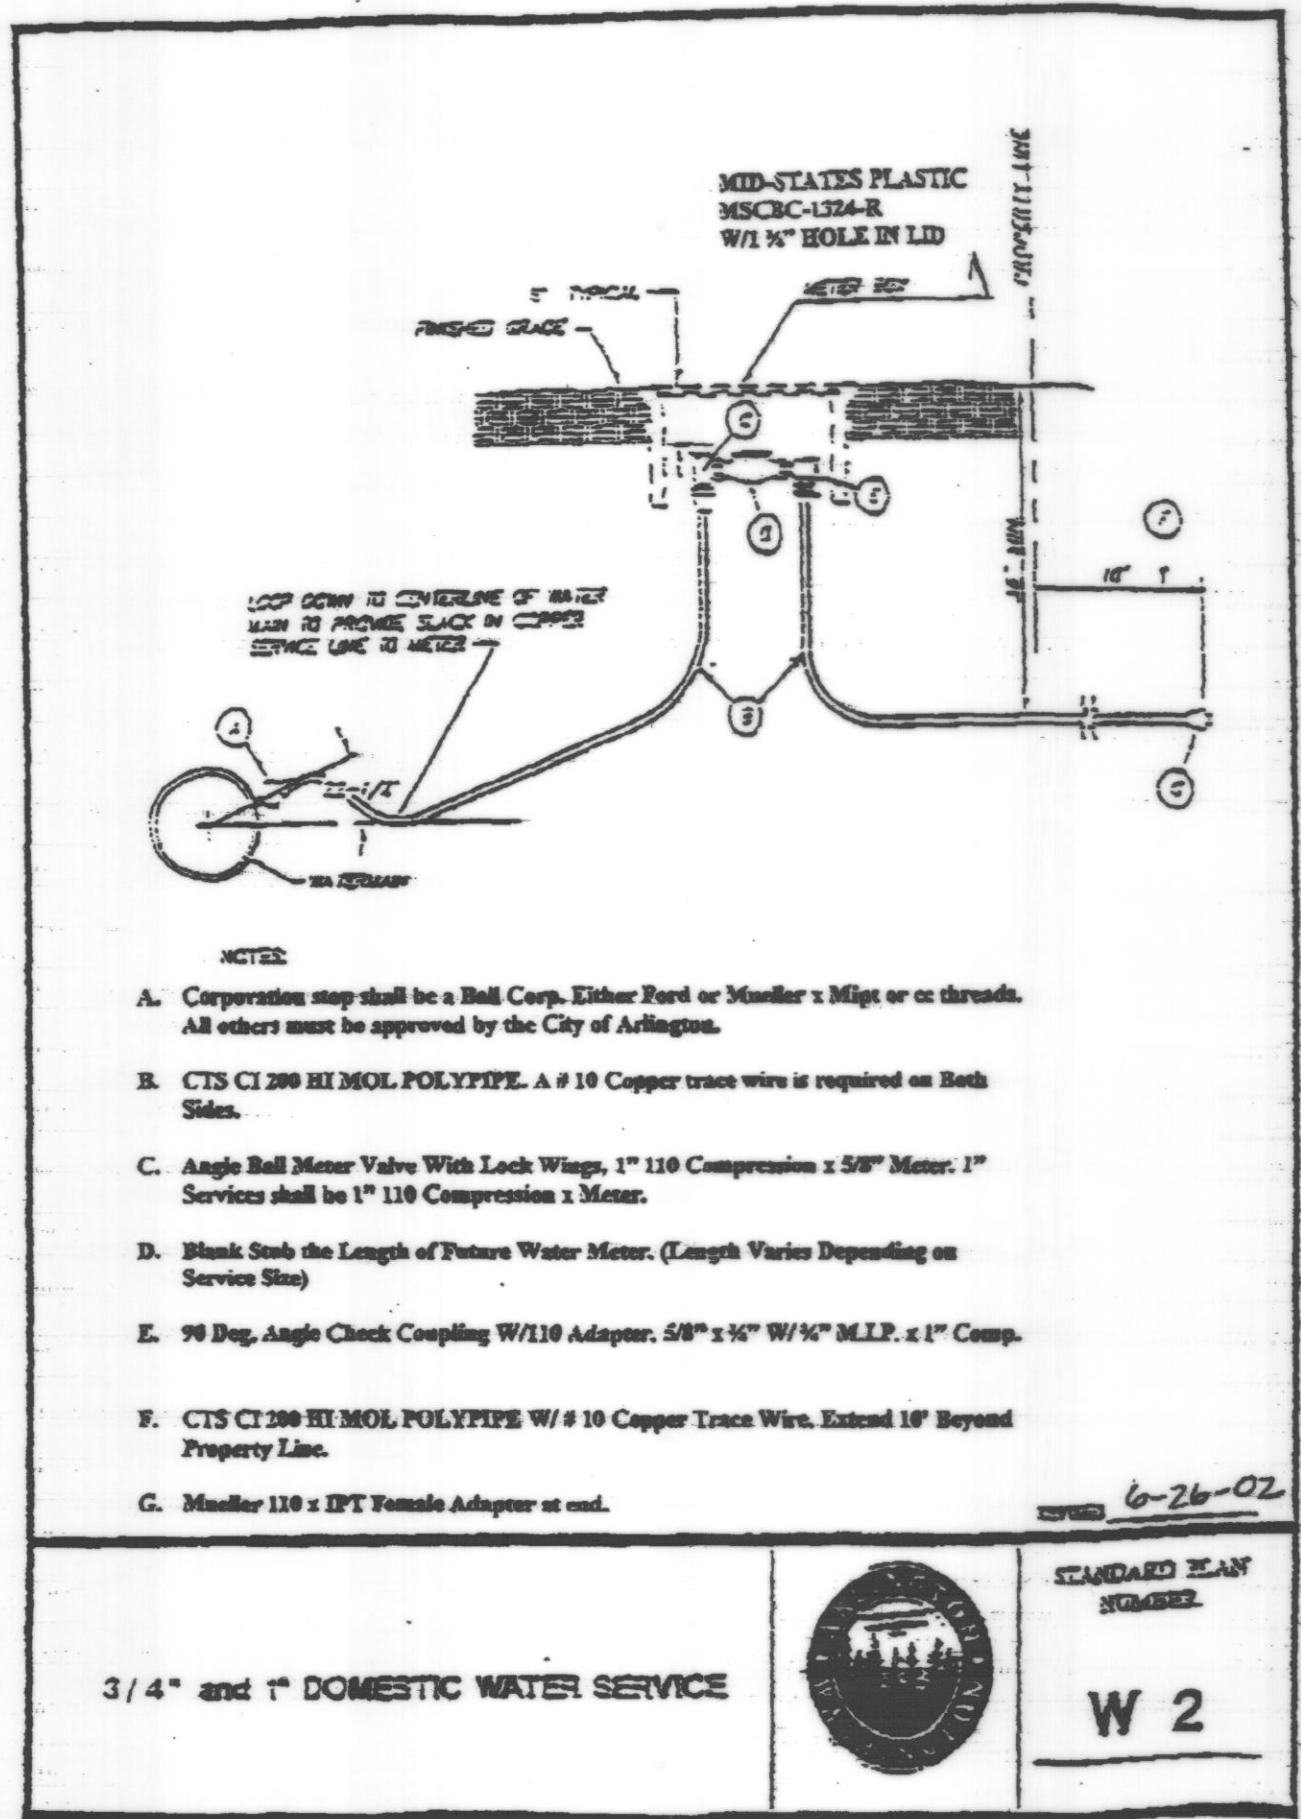 PROPERTY LINE
MID-STATES PLASTIC
MSCBC-1324-R
W/1 ¾" HOLE IN LID
METER BOX
TYPICAL
FINISHED GRADE
MIN.
10'
F
LOOP DOWN TO CENTERLINE OF WATER
MAIN TO PROVIDE SLACK IN COPPER
SERVICE LINE TO METER
A
C
D
E
B
G
WATERMAIN
NOTES
A. Corporation stop shall be a Ball Corp. Either Ford or Mueller x Mipt or cc threads.
All others must be approved by the City of Arlington.
B. CTS CI 200 HI MOL POLYPIPE. A # 10 Copper trace wire is required on Both
Sides.
C. Angle Ball Meter Valve With Lock Wings, 1" 110 Compression x 5/8" Meter. 1"
Services shall be 1" 110 Compression x Meter.
D. Blank Stub the Length of Future Water Meter. (Length Varies Depending on
Service Size)
E. 90 Deg. Angle Check Coupling W/110 Adapter. 5/8" x ¾" W/ ¾" M.I.P. x 1" Comp.
F. CTS CI 200 HI MOL POLYPIPE W/ # 10 Copper Trace Wire. Extend 10' Beyond
Property Line.
G. Mueller 110 x IPT Female Adapter at end.
6-26-02
3/4" and 1" DOMESTIC WATER SERVICE
STANDARD PLAN
NUMBER
W 2